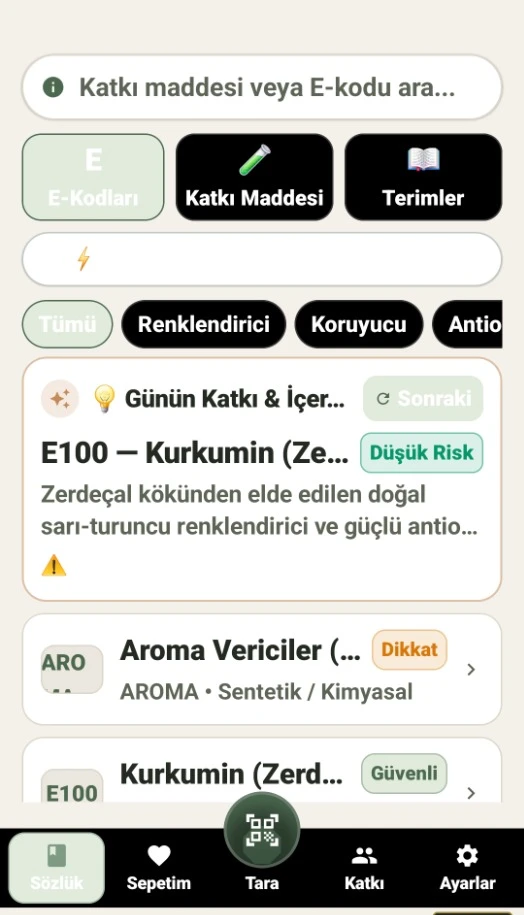 Katkı maddesi veya E-kodu ara...
E
E-Kodları
Katkı Maddesi
Terimler
Tümü
Renklendirici
Koruyucu
Antio
Günün Katkı & İçer...
Sonraki
E100 — Kurkumin (Ze...
Düşük Risk
Zerdeçal kökünden elde edilen doğal
sarı-turuncu renklendirici ve güçlü antio...
ARO
Aroma Vericiler (...
Dikkat
AROMA • Sentetik / Kimyasal
E100
Kurkumin (Zerd...
Güvenli
Sözlük
Sepetim
Tara
Katkı
Ayarlar